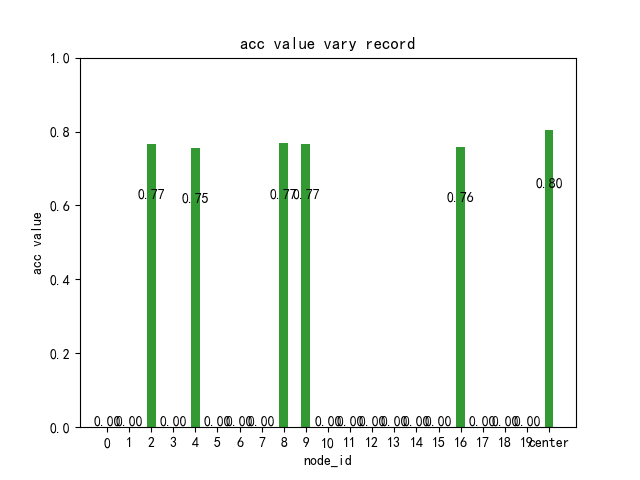 acc value vary record
1.0
0.8
0.6
0.4
0.2
0.0
acc value
0.80
0.77 0.77 0.77
0.75 0.76
0.00 0.00 0.00 0.00 0.00 0.00 0.00 0.00 0.00 0.00 0.00 0.00 0.00 0.00 0.00
0 1 2 3 4 5 6 7 8 9 10 11 12 13 14 15 16 17 18 19 center
node_id